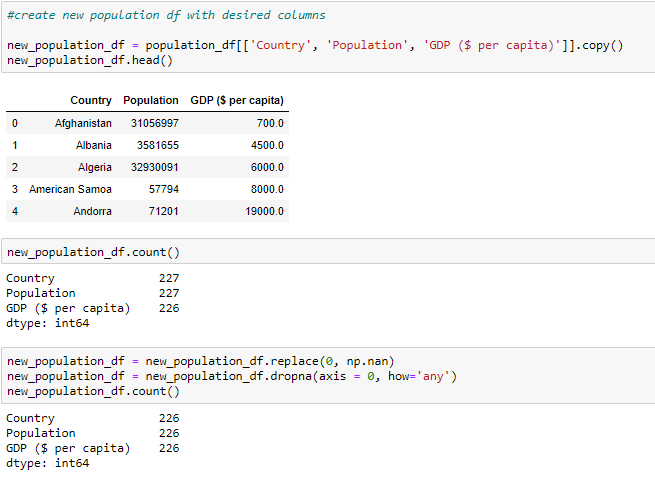 #create new population df with desired columns
new_population_df = population_df[['Country', 'Population', 'GDP ($ per capita)']].copy()
new_population_df.head()
Country Population GDP ($ per capita)
0 Afghanistan 31056997 700.0
1 Albania 3581655 4500.0
2 Algeria 32930091 6000.0
3 American Samoa 57794 8000.0
4 Andorra 71201 19000.0
new_population_df.count()
Country 227
Population 227
GDP ($ per capita) 226
dtype: int64
new_population_df = new_population_df.replace(0, np.nan)
new_population_df = new_population_df.dropna(axis = 0, how='any')
new_population_df.count()
Country 226
Population 226
GDP ($ per capita) 226
dtype: int64